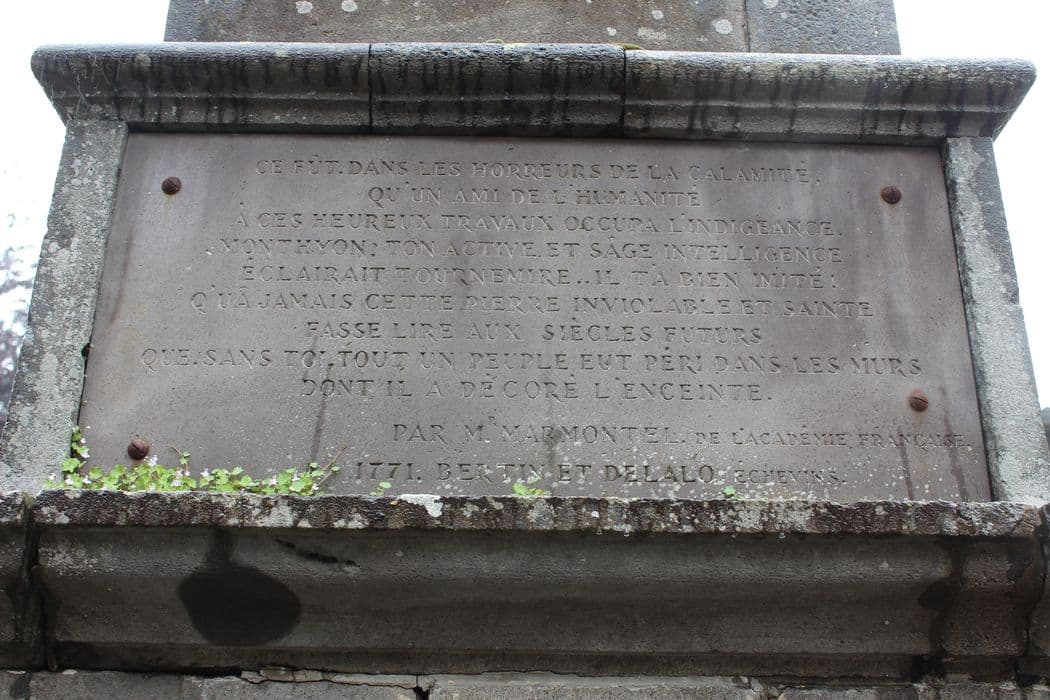 CE FÛT. DANS LES HORREURS DE LA CALAMITÉ.
QU'UN AMI DE L'HUMANITÉ
À CES HEUREUX TRAVAUX OCCUPA L'INDIGEANCE.
MONTHYON; TON ACTIVE, ET SAGE INTELLIGENCE
ÉCLAIRAIT TOURNEMIRE.. IL T'A BIEN IMITÉ!
QU'À JAMAIS CETTE PIERRE INVIOLABLE ET SAINTE
FASSE LIRE AUX SIÈCLES FUTURS
QUE. SANS TOI, TOUT UN PEUPLE EUT PÉRI DANS LES MURS
DONT IL A DÉCORÉ L'ENCEINTE.
PAR MR MARMONTEL. DE L'ACADÉMIE FRANÇAISE.
1771. BERTIN ET DELALO. ÉCHEVINS.